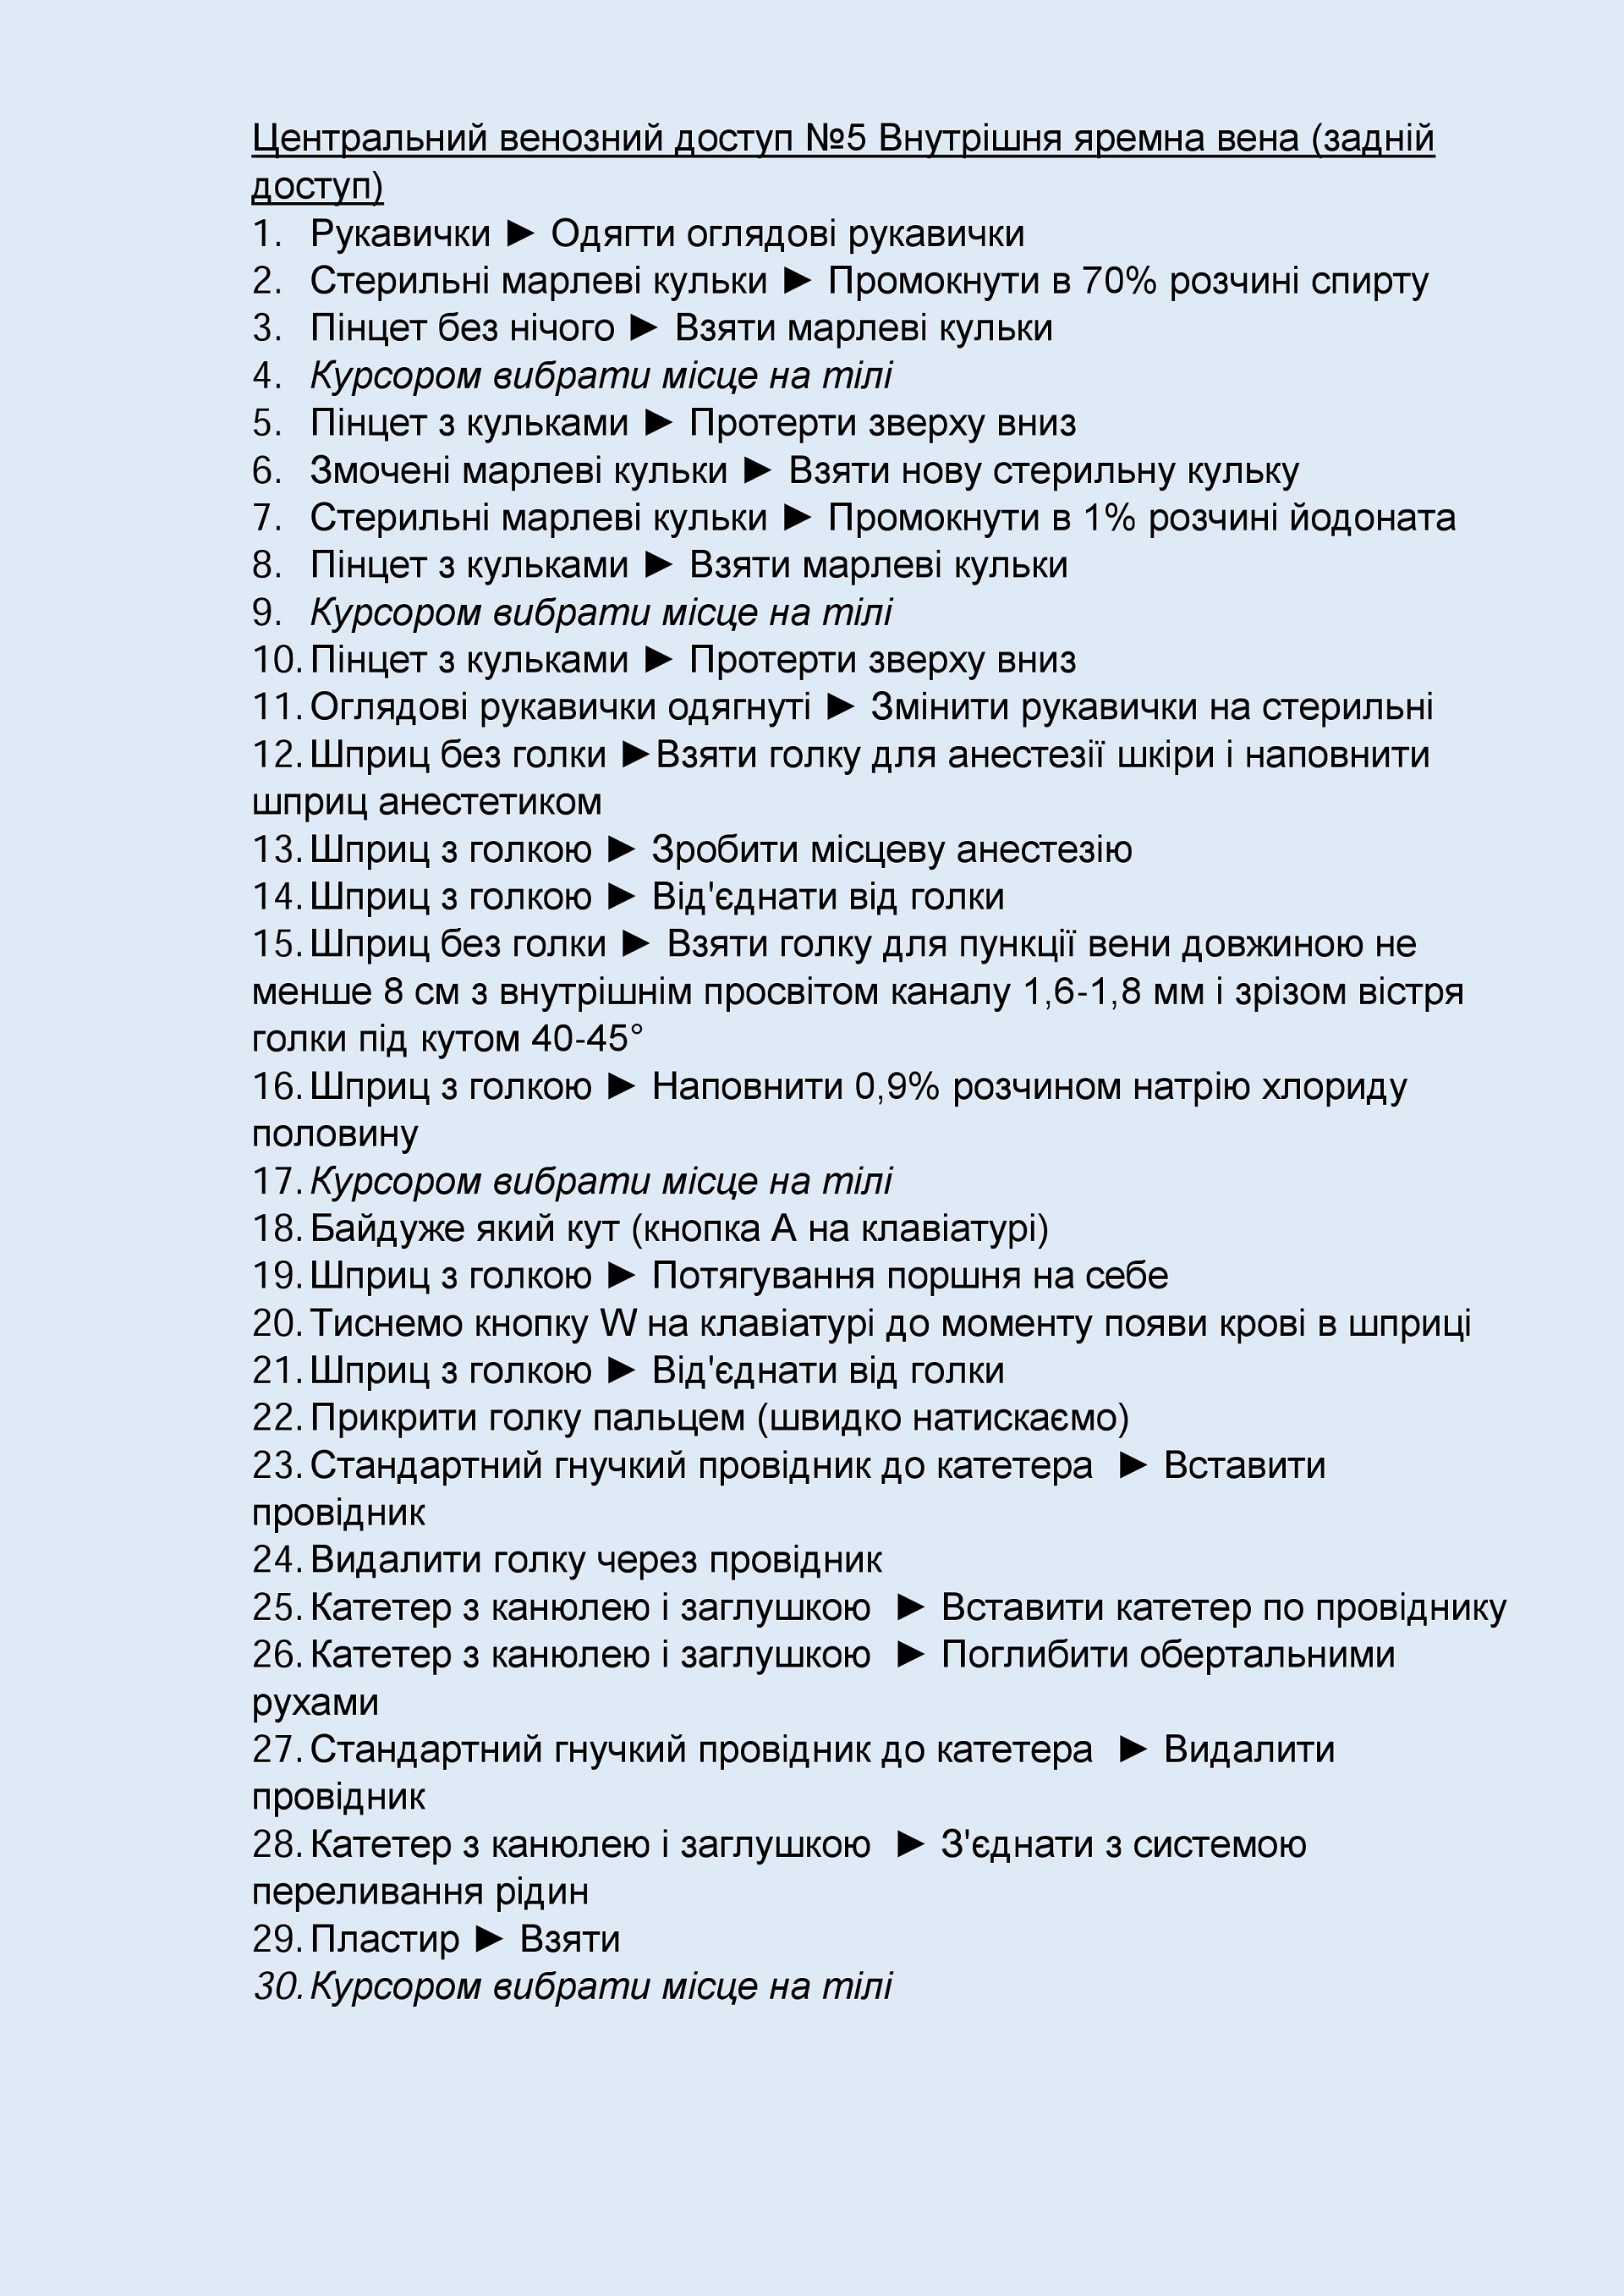 Центральний венозний доступ №5 Внутрішня яремна вена (задній
доступ)
1. Рукавички ► Одягти оглядові рукавички
2. Стерильні марлеві кульки ► Промокнути в 70% розчині спирту
3. Пінцет без нічого ► Взяти марлеві кульки
4. Курсором вибрати місце на тілі
5. Пінцет з кульками ► Протерти зверху вниз
6. Змочені марлеві кульки ► Взяти нову стерильну кульку
7. Стерильні марлеві кульки ► Промокнути в 1% розчині йодоната
8. Пінцет з кульками ► Взяти марлеві кульки
9. Курсором вибрати місце на тілі
10. Пінцет з кульками ► Протерти зверху вниз
11. Оглядові рукавички одягнуті ► Змінити рукавички на стерильні
12. Шприц без голки ►Взяти голку для анестезії шкіри і наповнити
шприц анестетиком
13. Шприц з голкою ► Зробити місцеву анестезію
14. Шприц з голкою ► Від'єднати від голки
15. Шприц без голки ► Взяти голку для пункції вени довжиною не
менше 8 см з внутрішнім просвітом каналу 1,6-1,8 мм і зрізом вістря
голки під кутом 40-45°
16. Шприц з голкою ► Наповнити 0,9% розчином натрію хлориду
половину
17. Курсором вибрати місце на тілі
18. Байдуже який кут (кнопка А на клавіатурі)
19. Шприц з голкою ► Потягування поршня на себе
20. Тиснемо кнопку W на клавіатурі до моменту появи крові в шприці
21. Шприц з голкою ► Від'єднати від голки
22. Прикрити голку пальцем (швидко натискаємо)
23. Стандартний гнучкий провідник до катетера ► Вставити
провідник
24. Видалити голку через провідник
25. Катетер з канюлею і заглушкою ► Вставити катетер по провіднику
26. Катетер з канюлею і заглушкою ► Поглибити обертальними
рухами
27. Стандартний гнучкий провідник до катетера ► Видалити
провідник
28. Катетер з канюлею і заглушкою ► З'єднати з системою
переливання рідин
29. Пластир ► Взяти
30. Курсором вибрати місце на тілі